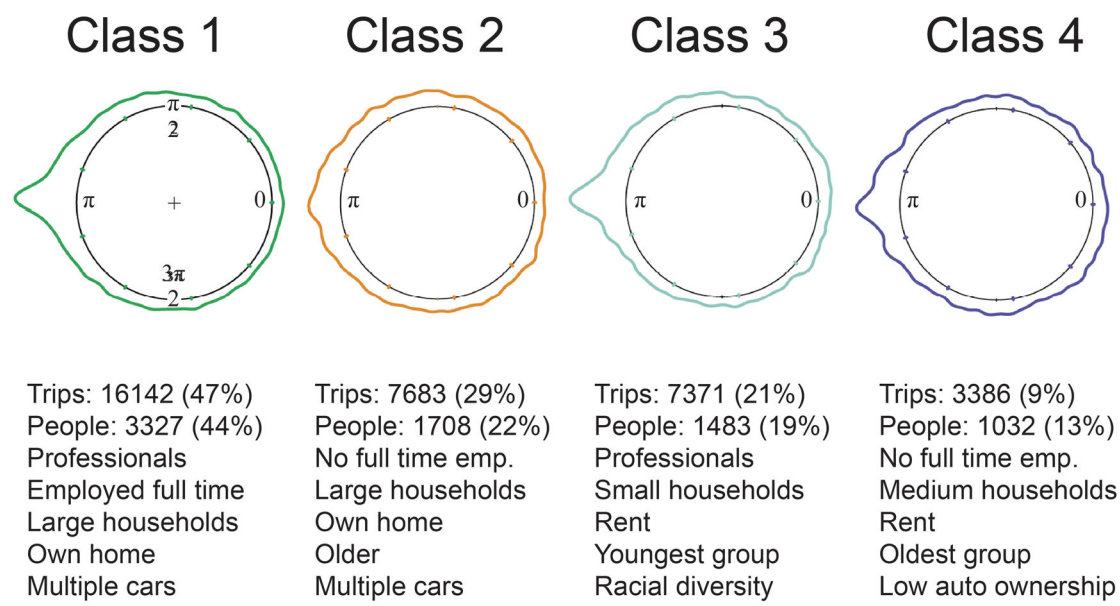 Class 1
Class 2
Class 3
Class 4
π
2
π
+
0
3π
2
π
0
π
0
π
0
Trips: 16142 (47%)
People: 3327 (44%)
Professionals
Employed full time
Large households
Own home
Multiple cars
Trips: 7683 (29%)
People: 1708 (22%)
No full time emp.
Large households
Own home
Older
Multiple cars
Trips: 7371 (21%)
People: 1483 (19%)
Professionals
Small households
Rent
Youngest group
Racial diversity
Trips: 3386 (9%)
People: 1032 (13%)
No full time emp.
Medium households
Rent
Oldest group
Low auto ownership